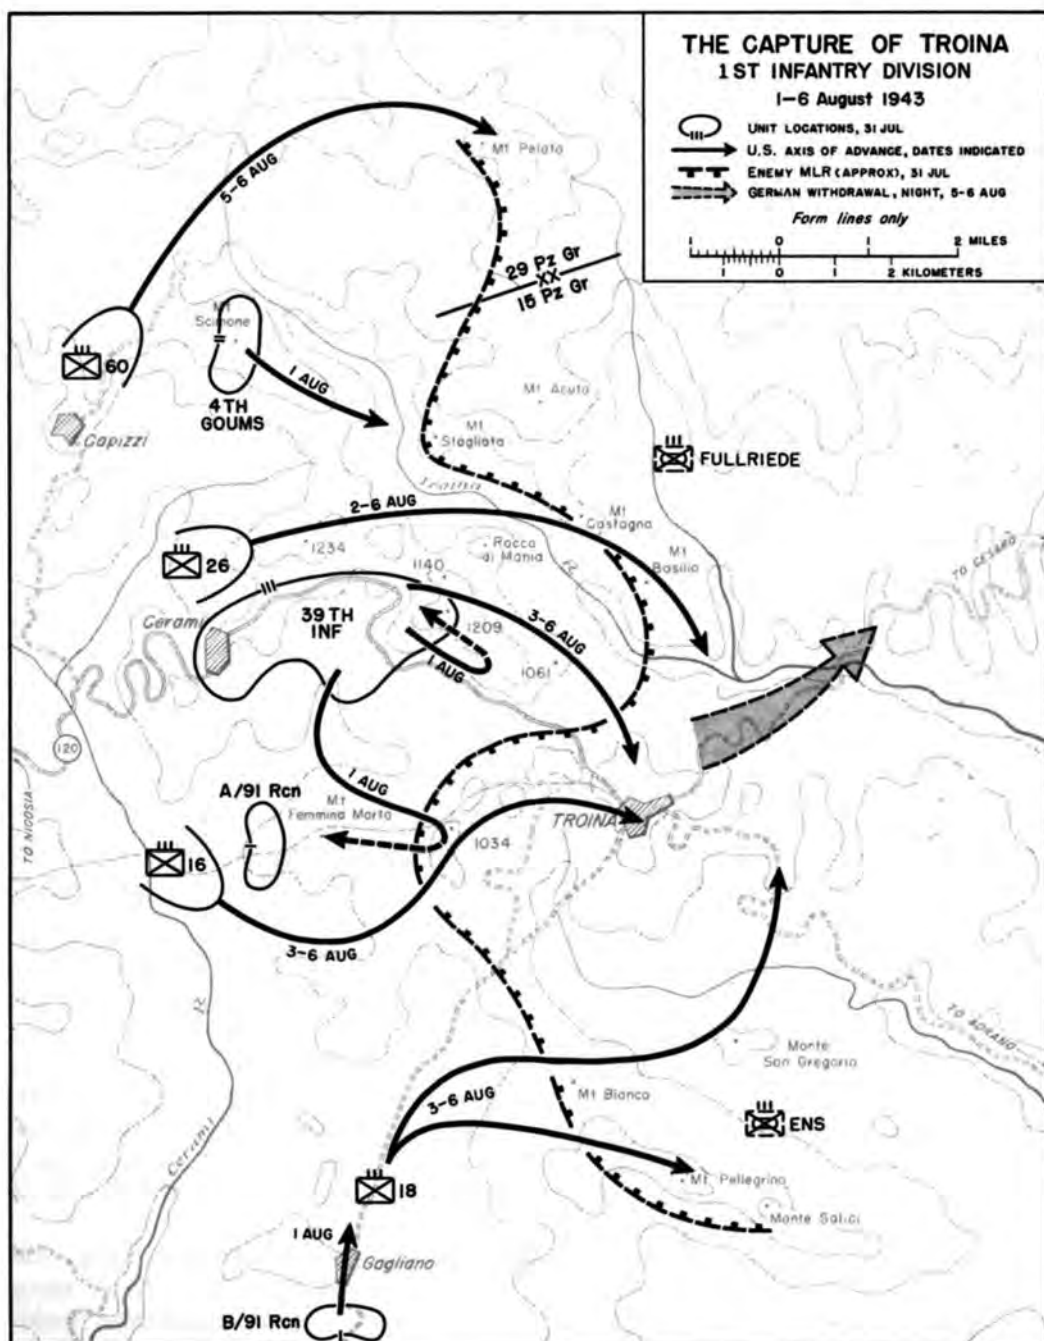 THE CAPTURE OF TROINA
1ST INFANTRY DIVISION
1–6 August 1943
UNIT LOCATIONS, 31 JUL
U.S. AXIS OF ADVANCE, DATES INDICATED
ENEMY MLR (APPROX), 31 JUL
GERMAN WITHDRAWAL, NIGHT, 5-6 AUG
Form lines only
1 0 1 2 MILES
1 0 1 2 KILOMETERS
Mt Pelato
5-6 AUG
29 Pz Gr
XX
15 Pz Gr
Mt
Scimone
60
1 AUG
4TH
GOUMS
Capizzi
Mt Acuto
Mt
Stagliata
FULLRIEDE
Troina
R
2-6 AUG
Mt
Castagna
26
1234
Rocca
di Mania
Mt
Basilio
TO CESARO
1140
Cerami
39TH
INF
1209
3-6 AUG
1 AUG
1061
120
TO NICOSIA
A/91 Rcn
1 AUG
Mt
Femmina Morta
TROINA
1034
16
3-6 AUG
R
Cerami
TO ADRANO
Monte
San Gregorio
3-6 AUG
Mt Bianco
ENS
18
Mt Pellegrino
Monte Salici
1 AUG
Gagliano
B/91 Rcn